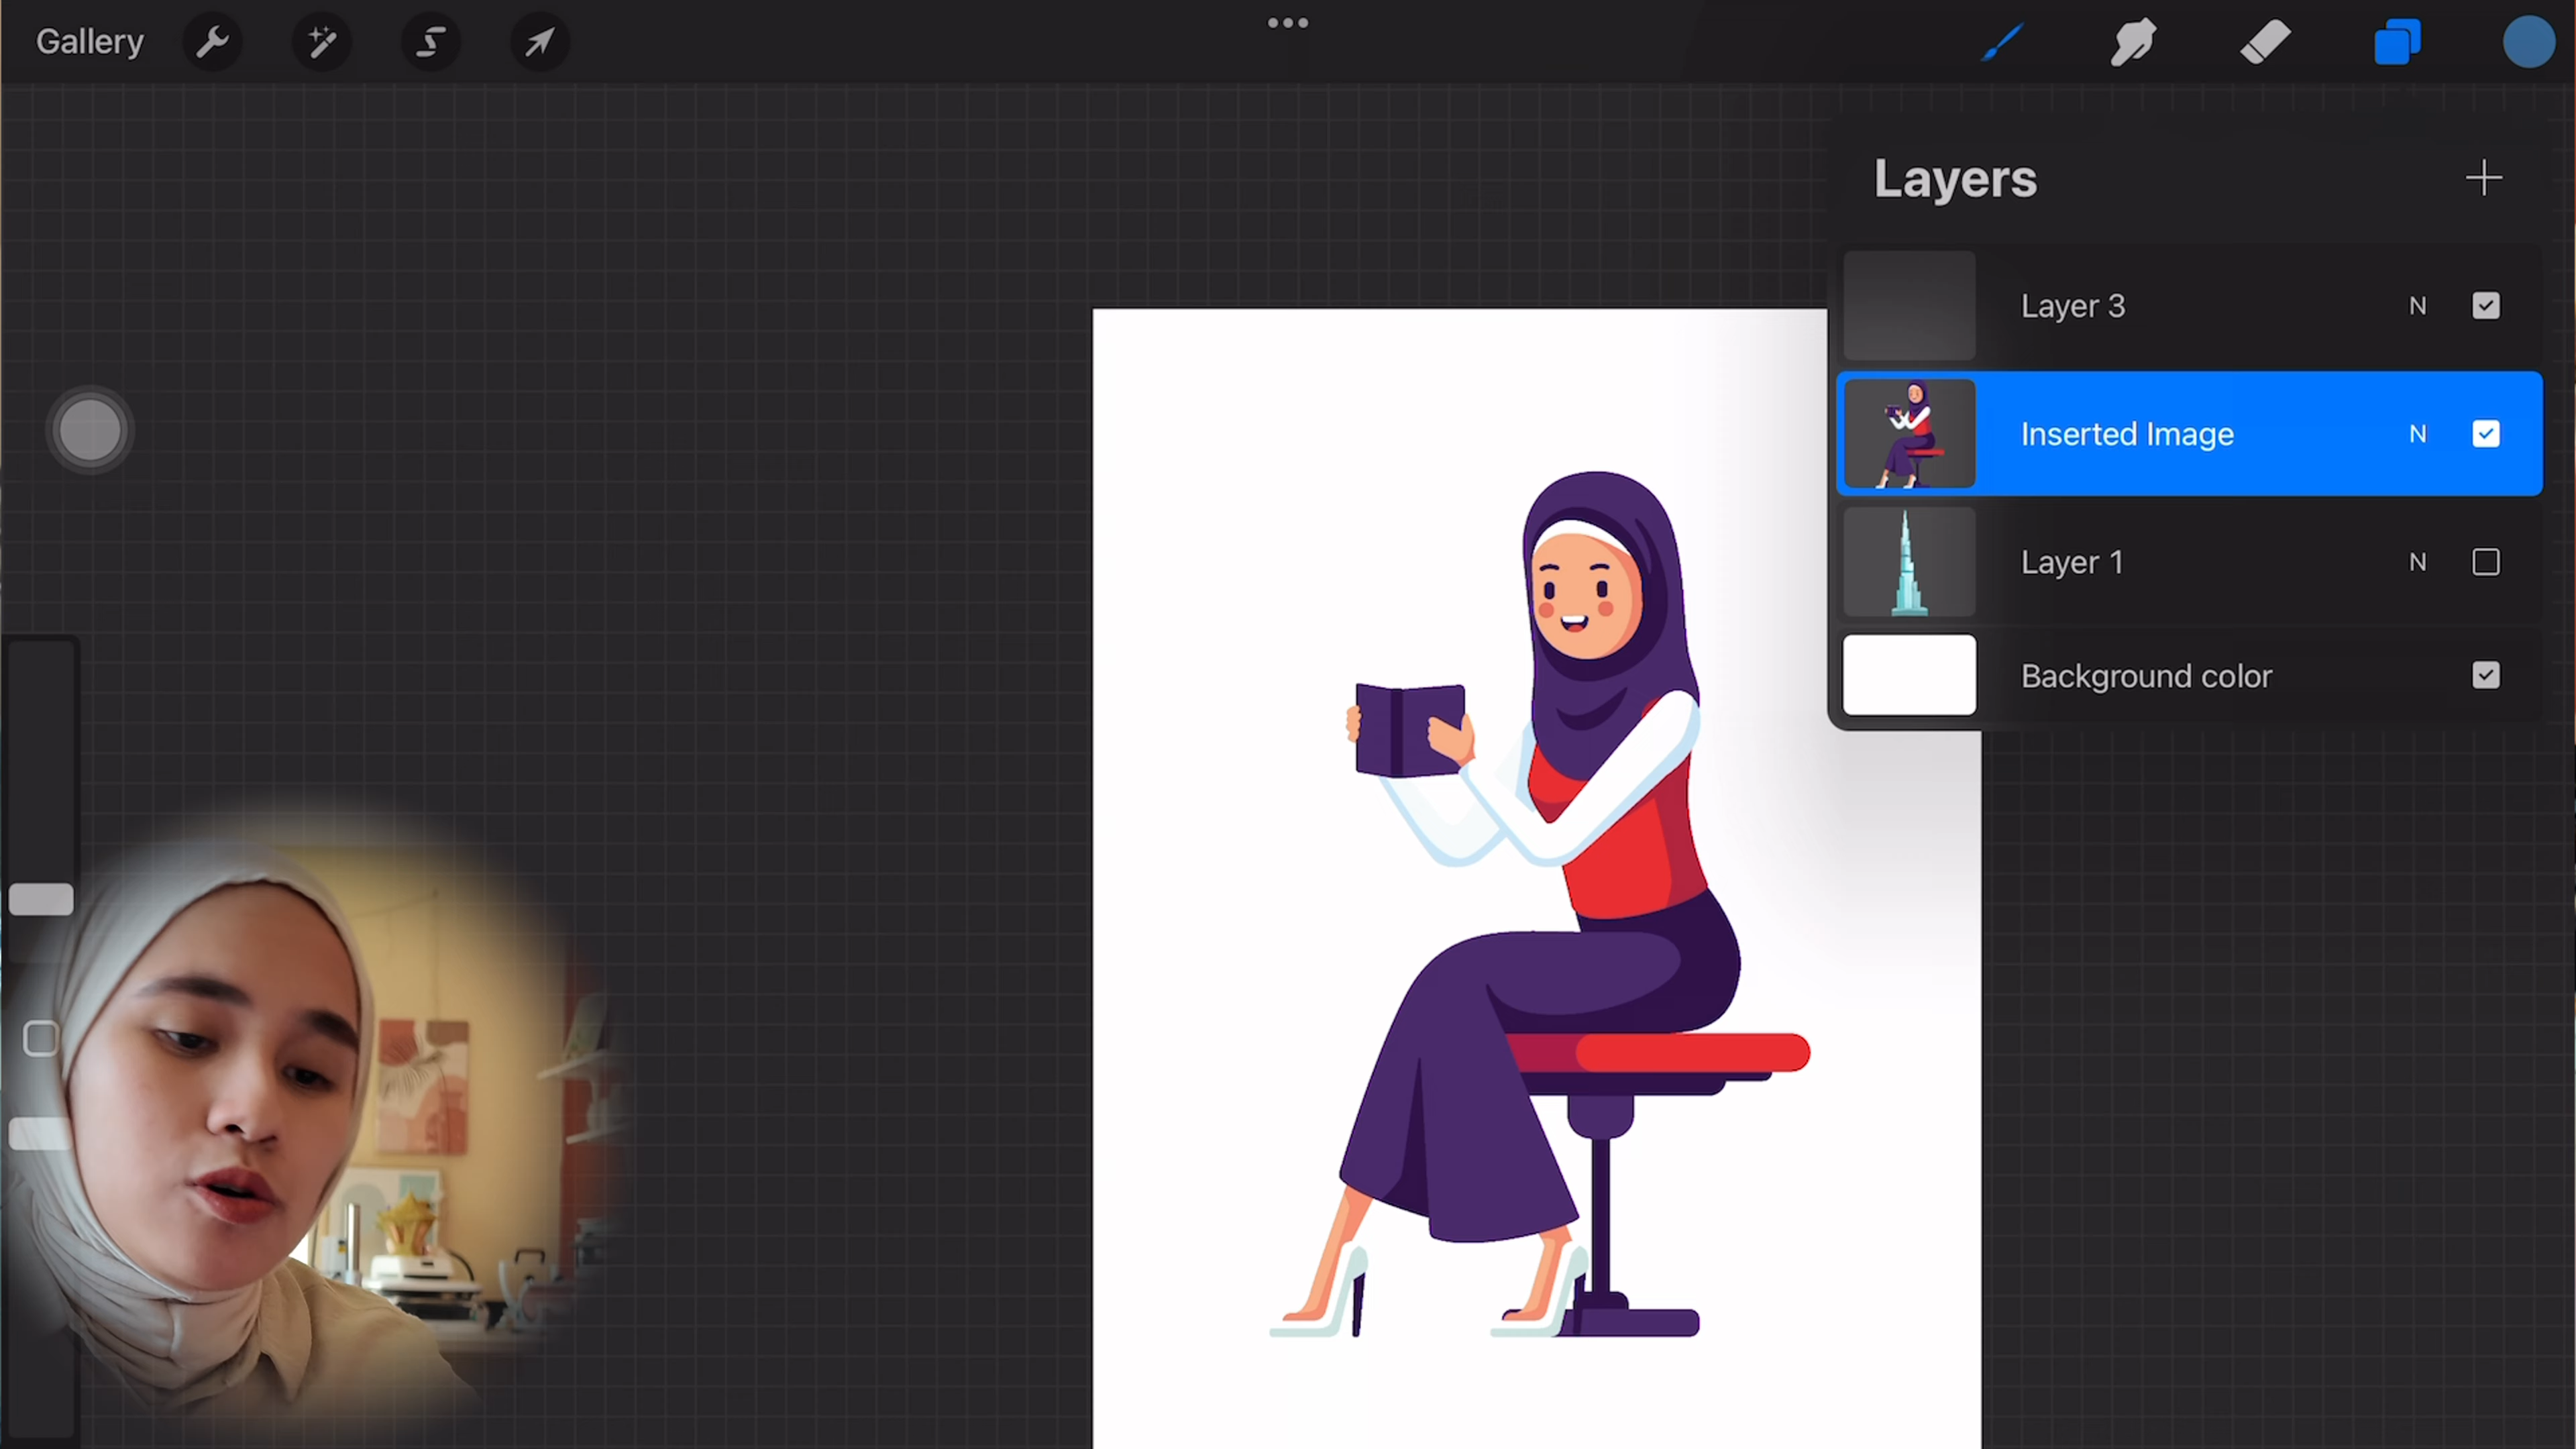 Gallery
Layers
Layer 3 N
Inserted Image N
Layer 1 N
Background color